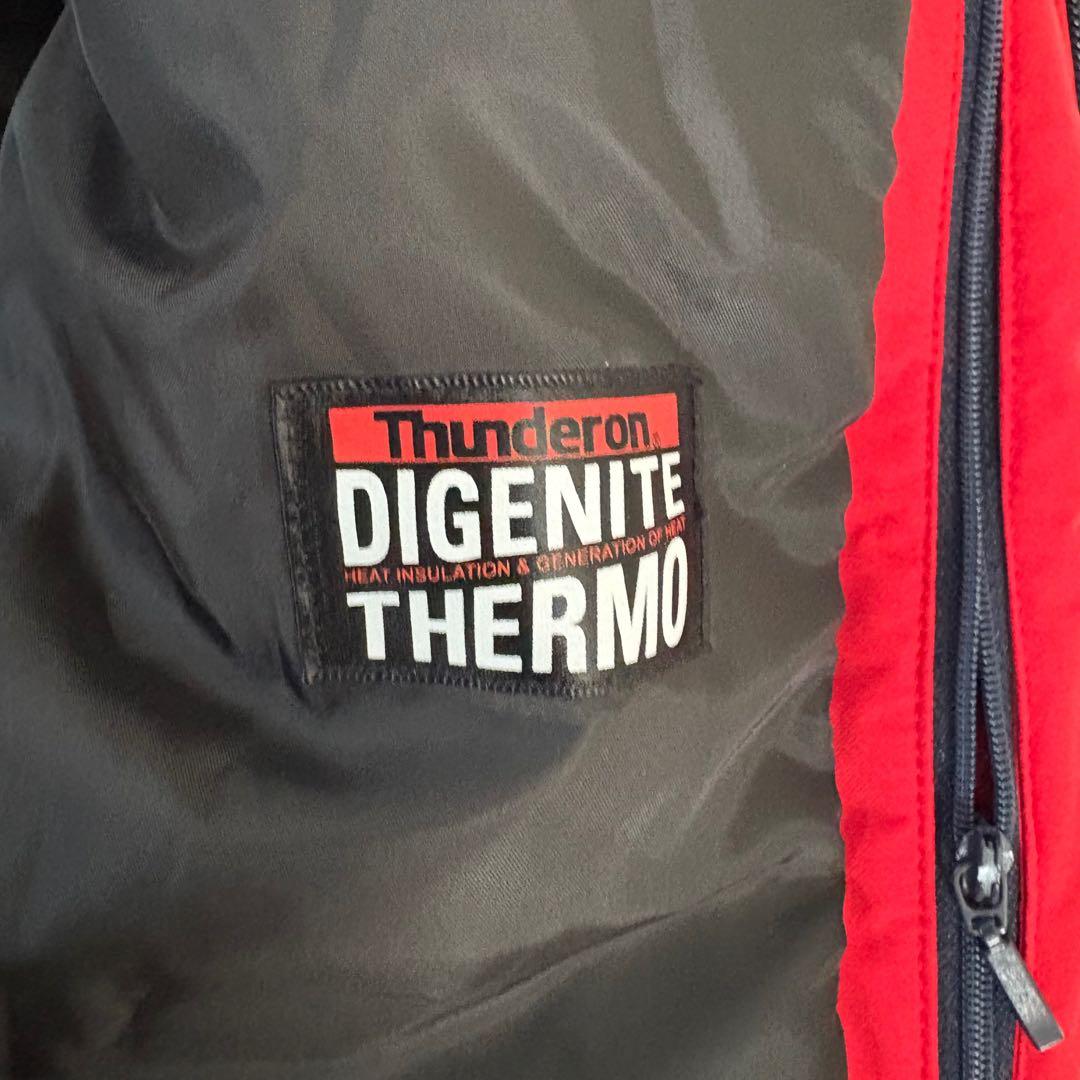 Thunderon®
DIGENITE
HEAT INSULATION & GENERATION OF HEAT
THERMO